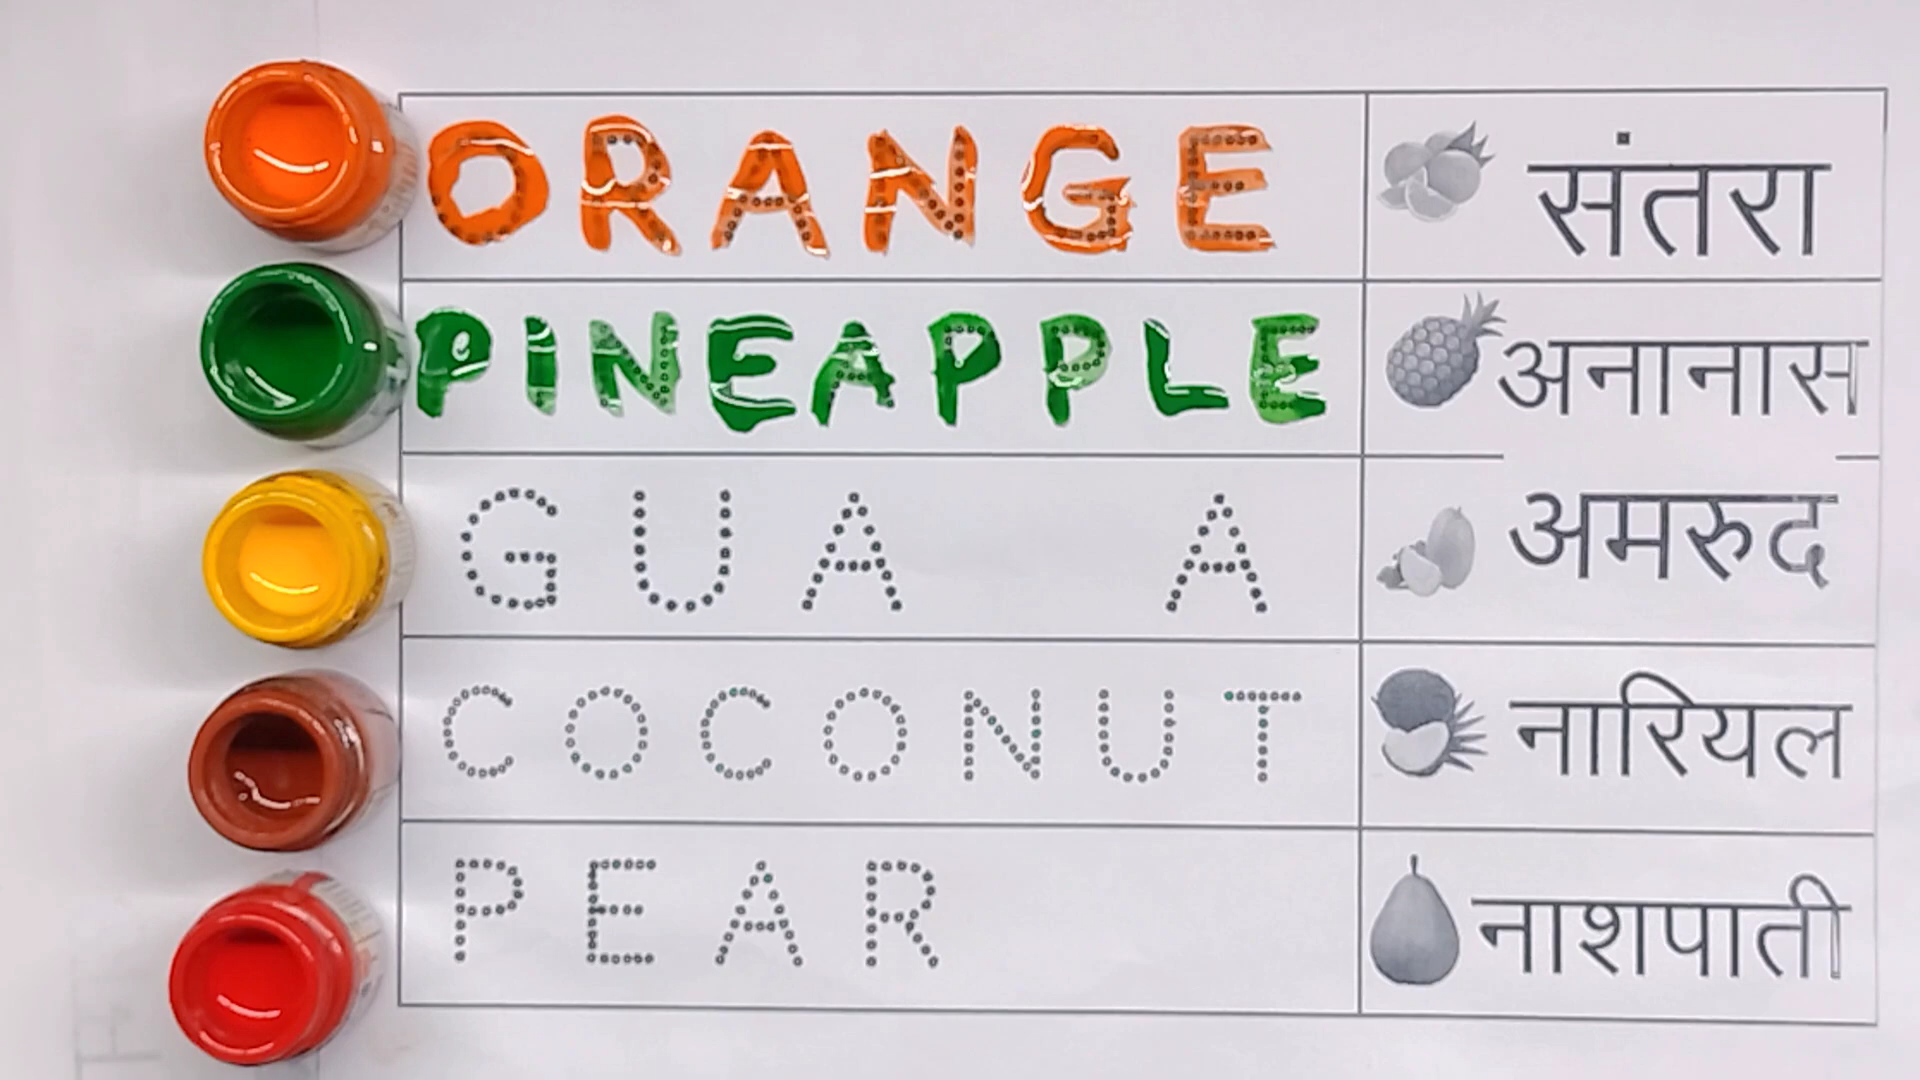 ORANGE संतरा
PINEAPPLE अनानास
GUA A अमरुद
COCONUT नारियल
PEAR नाशपाती